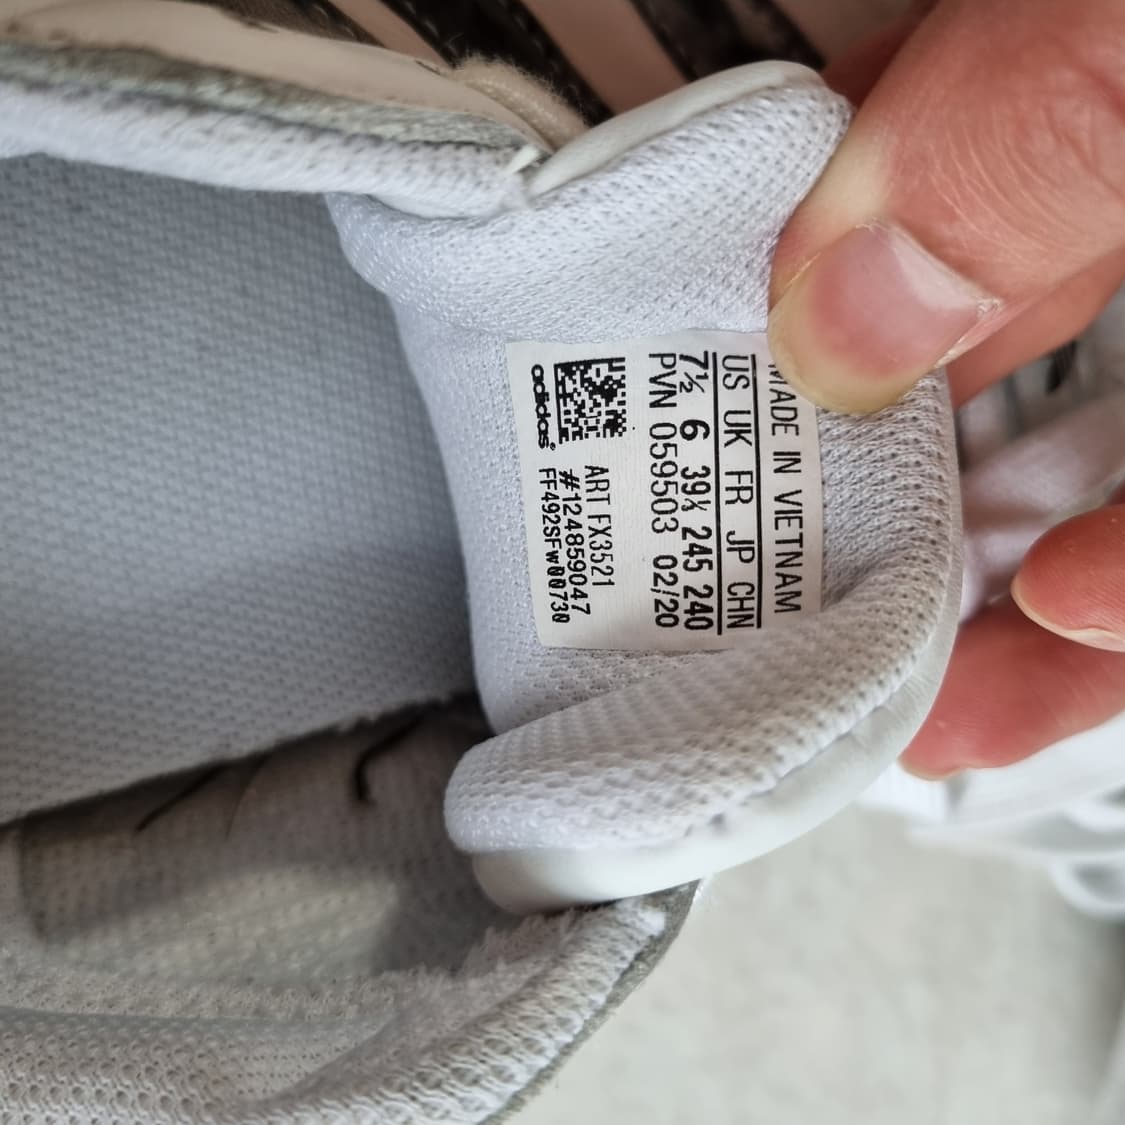 MADE IN VIETNAM
US UK FR JP CHN
7½ 6 39⅓ 245 240
PVN 059503 02/20
ART FX3521
#124859047
FF492SFw00730
adidas®